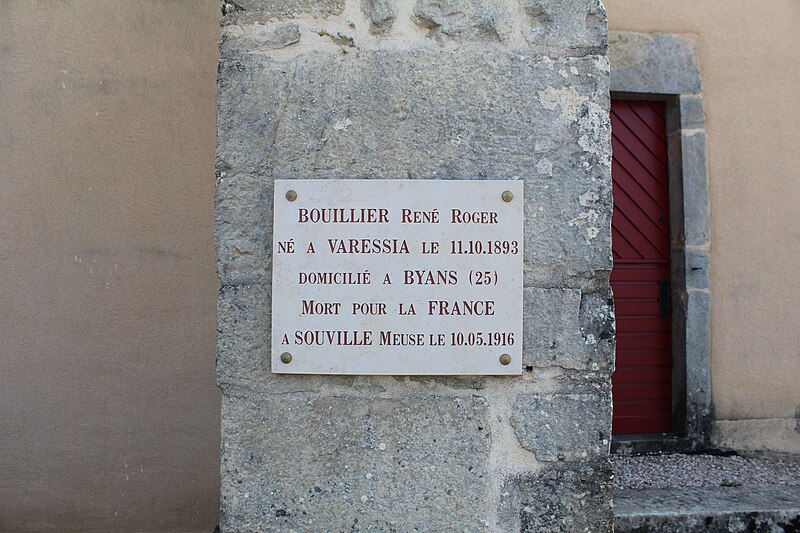 BOUILLIER RENÉ ROGER
NÉ A VARESSIA LE 11.10.1893
DOMICILIÉ A BYANS (25)
MORT POUR LA FRANCE
A SOUVILLE MEUSE LE 10.05.1916